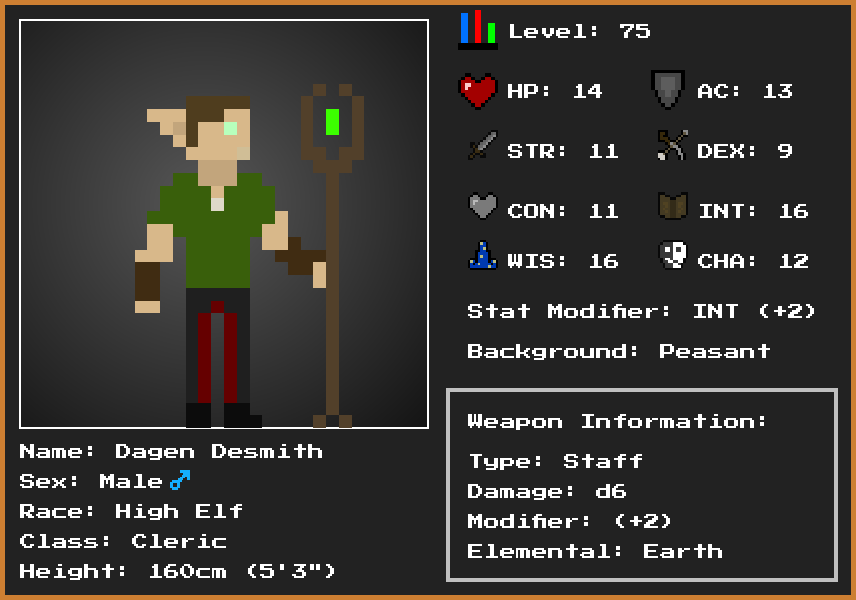 Level: 75
HP: 14 AC: 13
STR: 11 DEX: 9
CON: 11 INT: 16
WIS: 16 CHA: 12
Stat Modifier: INT (+2)
Background: Peasant
Weapon Information:
Type: Staff
Damage: d6
Modifier: (+2)
Elemental: Earth
Name: Dagen Desmith
Sex: Male ♂
Race: High Elf
Class: Cleric
Height: 160cm (5'3")